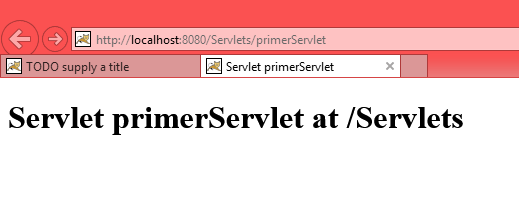 http://localhost:8080/Servlets/primerServlet
TODO supply a title
Servlet primerServlet
Servlet primerServlet at /Servlets